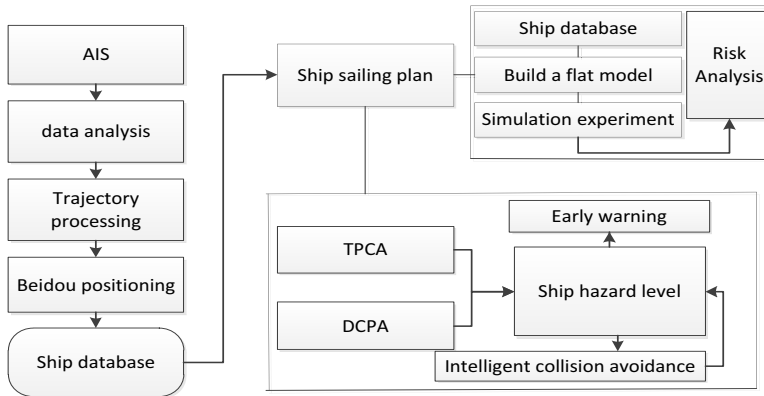 AIS
data analysis
Trajectory
processing
Beidou positioning
Ship database
Ship sailing plan
Ship database
Build a flat model
Simulation experiment
Risk
Analysis
Early warning
TPCA
DCPA
Ship hazard level
Intelligent collision avoidance